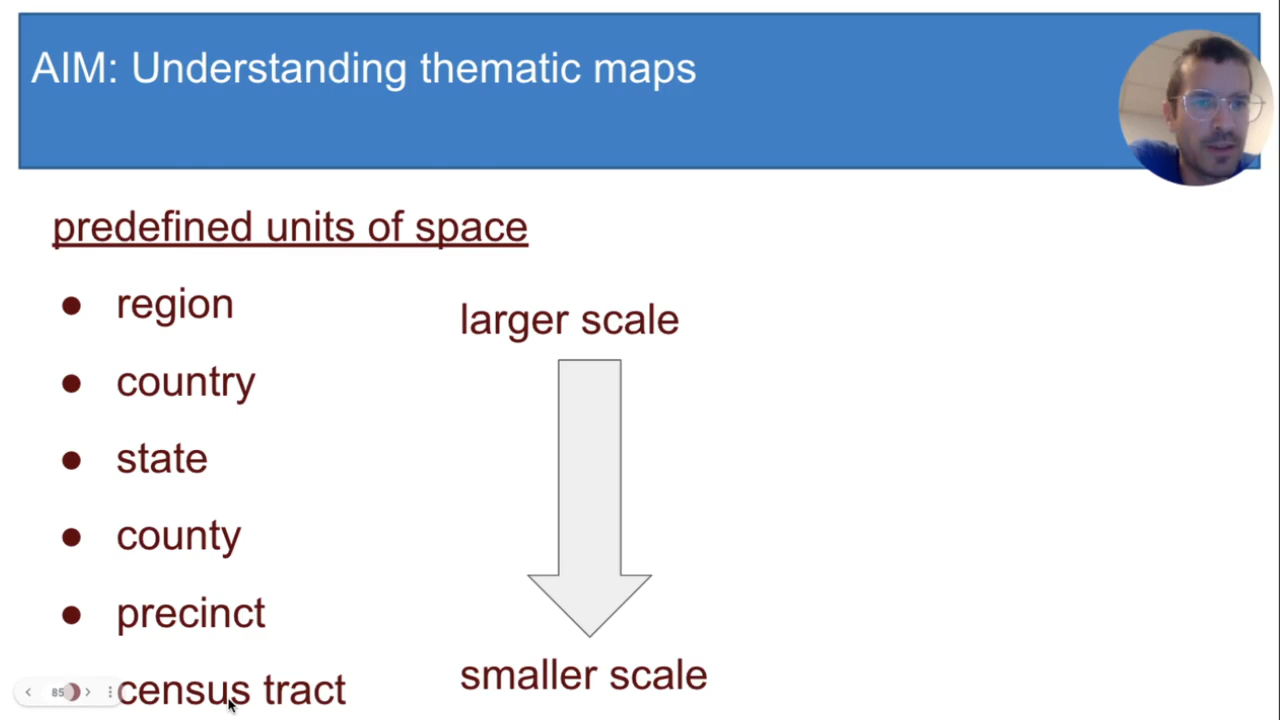 AIM: Understanding thematic maps
predefined units of space
region
larger scale
country
state
county
precinct
census tract
smaller scale
85